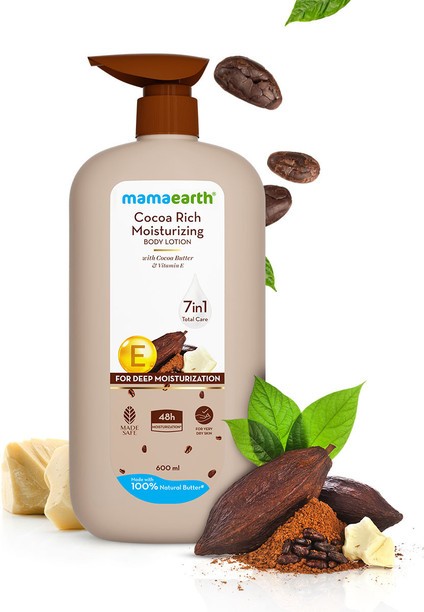 mamaearth®
Cocoa Rich
Moisturizing
BODY LOTION
with Cocoa Butter
& Vitamin E
7in1
Total Care
E
FOR DEEP MOISTURIZATION
MADE
SAFE
48h
MOISTURIZATION*
FOR VERY
DRY SKIN
600 ml
Made with
100% Natural Butter*